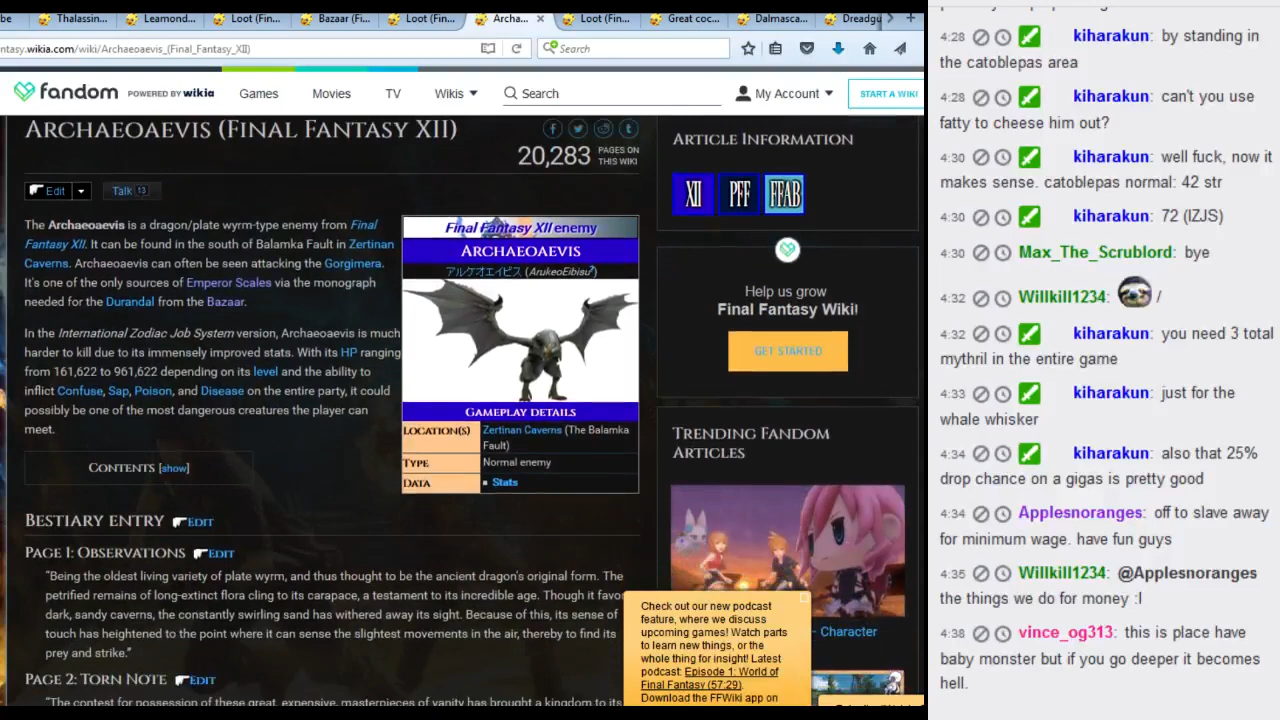 be
Thalassin...
Leamond...
Loot (Fin...
Bazaar (Fi...
Loot (Fin...
Archa...
Loot (Fin...
Great coc...
Dalmasca...
Dreadgu
ntasy.wikia.com/wiki/Archaeoaevis_(Final_Fantasy_XII)
Search
fandom POWERED BY wikia
Games
Movies
TV
Wikis
Search
My Account
START A WIKI
ARCHAEOAEVIS (FINAL FANTASY XII)
20,283 PAGES ON
THIS WIKI
Edit
Talk 13
The Archaeoaevis is a dragon/plate wyrm-type enemy from Final
Fantasy XII. It can be found in the south of Balamka Fault in Zertinan
Caverns. Archaeoaevis can often be seen attacking the Gorgimera.
It's one of the only sources of Emperor Scales via the monograph
needed for the Durandal from the Bazaar.
In the International Zodiac Job System version, Archaeoaevis is much
harder to kill due to its immensely improved stats. With its HP ranging
from 161,622 to 961,622 depending on its level and the ability to
inflict Confuse, Sap, Poison, and Disease on the entire party, it could
possibly be one of the most dangerous creatures the player can
meet.
CONTENTS [show]
Final Fantasy XII enemy
ARCHAEOAEVIS
アルケオエイビス (ArukeoEibisu?)
GAMEPLAY DETAILS
LOCATION(S)
Zertinan Caverns (The Balamka
Fault)
TYPE
Normal enemy
DATA
Stats
BESTIARY ENTRY EDIT
PAGE 1: OBSERVATIONS EDIT
"Being the oldest living variety of plate wyrm, and thus thought to be the ancient dragon's original form. The
petrified remains of long-extinct flora cling to its carapace, a testament to its incredible age. Though it favo
dark, sandy caverns, the constantly swirling sand has withered away its sight. Because of this, its sense of
touch has heightened to the point where it can sense the slightest movements in the air, thereby to find its
prey and strike."
PAGE 2: TORN NOTE EDIT
"The contest for possession of these great, expensive, masterpieces of vanity has brought a kingdom to its
ARTICLE INFORMATION
XII
PFF
FFAB
Help us grow
Final Fantasy Wiki!
GET STARTED
TRENDING FANDOM
ARTICLES
- Character
Check out our new podcast
feature, where we discuss
upcoming games! Watch parts
to learn new things, or the
whole thing for insight! Latest
podcast: Episode 1: World of
Final Fantasy (57:29).
Download the FFWiki app on
4:28 kiharakun: by standing in
the catoblepas area
4:28 kiharakun: can't you use
fatty to cheese him out?
4:30 kiharakun: well fuck, now it
makes sense. catoblepas normal: 42 str
4:30 kiharakun: 72 (IZJS)
4:30 Max_The_Scrublord: bye
4:32 Willkill1234: /
4:32 kiharakun: you need 3 total
mythril in the entire game
4:33 kiharakun: just for the
whale whisker
4:34 kiharakun: also that 25%
drop chance on a gigas is pretty good
4:34 Applesnoranges: off to slave away
for minimum wage. have fun guys
4:35 Willkill1234: @Applesnoranges
the things we do for money :l
4:38 vince_og313: this is place have
baby monster but if you go deeper it becomes
hell.